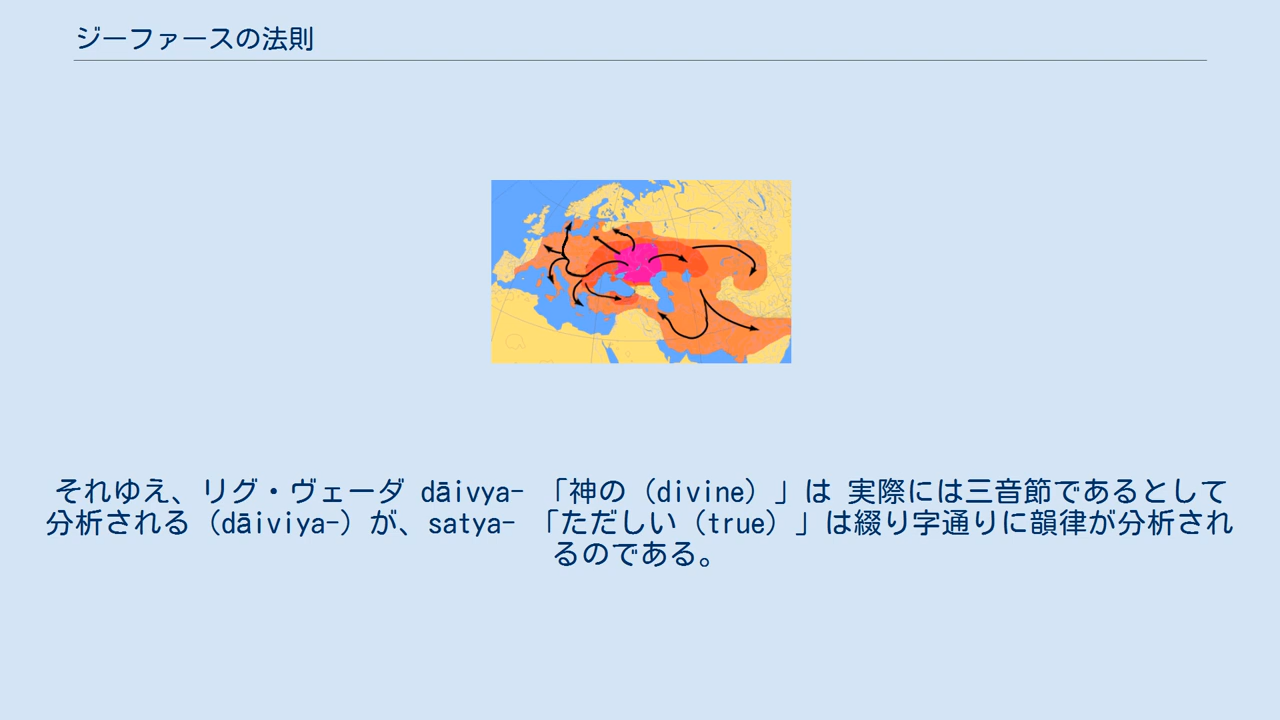 ジーファースの法則
それゆえ、リグ・ヴェーダ dāivya- 「神の（divine）」は 実際には三音節であるとして
分析される（dāiviya-）が、satya- 「ただしい（true）」は綴り字通りに韻律が分析され
るのである。